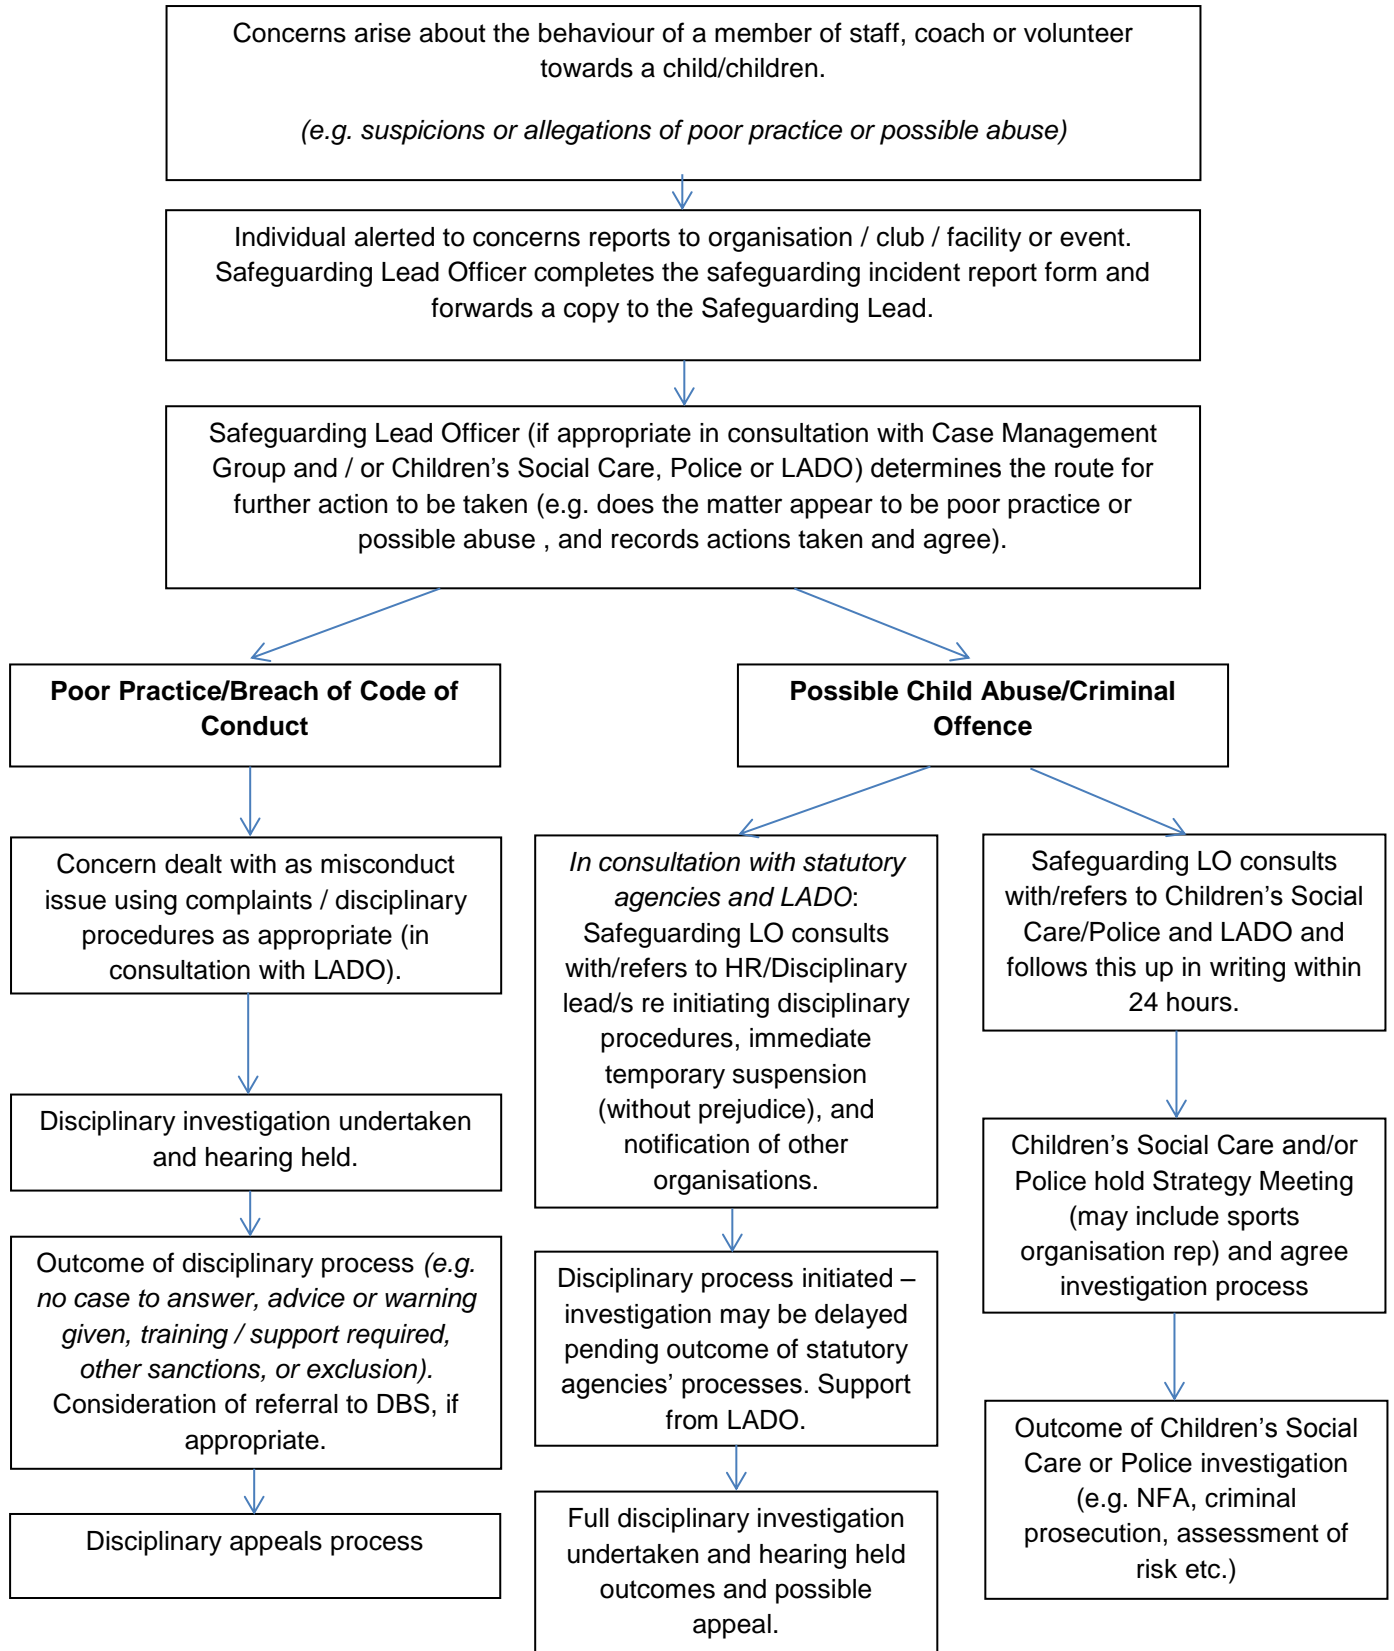 Concerns arise about the behaviour of a member of staff, coach or volunteer
towards a child/children.
(e.g. suspicions or allegations of poor practice or possible abuse)
Individual alerted to concerns reports to organisation / club / facility or event.
Safeguarding Lead Officer completes the safeguarding incident report form and
forwards a copy to the Safeguarding Lead.
Safeguarding Lead Officer (if appropriate in consultation with Case Management
Group and / or Children’s Social Care, Police or LADO) determines the route for
further action to be taken (e.g. does the matter appear to be poor practice or
possible abuse , and records actions taken and agree).
Poor Practice/Breach of Code of
Conduct
Concern dealt with as misconduct
issue using complaints / disciplinary
procedures as appropriate (in
consultation with LADO).
Disciplinary investigation undertaken
and hearing held.
Outcome of disciplinary process (e.g.
no case to answer, advice or warning
given, training / support required,
other sanctions, or exclusion).
Consideration of referral to DBS, if
appropriate.
Disciplinary appeals process
Possible Child Abuse/Criminal
Offence
In consultation with statutory
agencies and LADO:
Safeguarding LO consults
with/refers to HR/Disciplinary
lead/s re initiating disciplinary
procedures, immediate
temporary suspension
(without prejudice), and
notification of other
organisations.
Disciplinary process initiated –
investigation may be delayed
pending outcome of statutory
agencies’ processes. Support
from LADO.
Full disciplinary investigation
undertaken and hearing held
outcomes and possible
appeal.
Safeguarding LO consults
with/refers to Children’s Social
Care/Police and LADO and
follows this up in writing within
24 hours.
Children’s Social Care and/or
Police hold Strategy Meeting
(may include sports
organisation rep) and agree
investigation process
Outcome of Children’s Social
Care or Police investigation
(e.g. NFA, criminal
prosecution, assessment of
risk etc.)